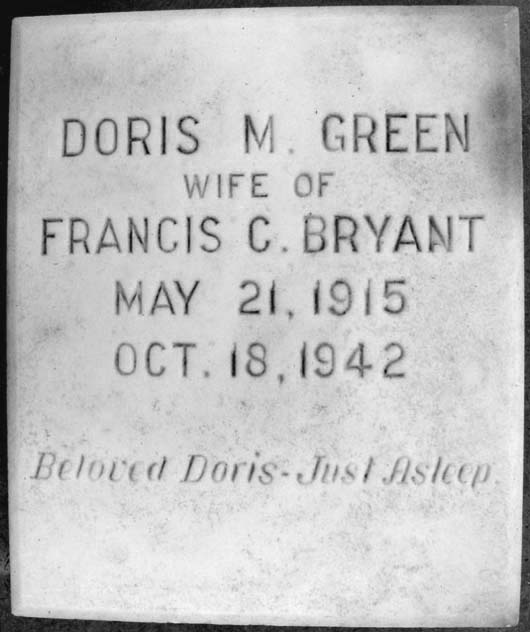 DORIS M. GREEN
WIFE OF
FRANCIS C. BRYANT
MAY 21, 1915
OCT. 18, 1942
Beloved Doris - Just Asleep.